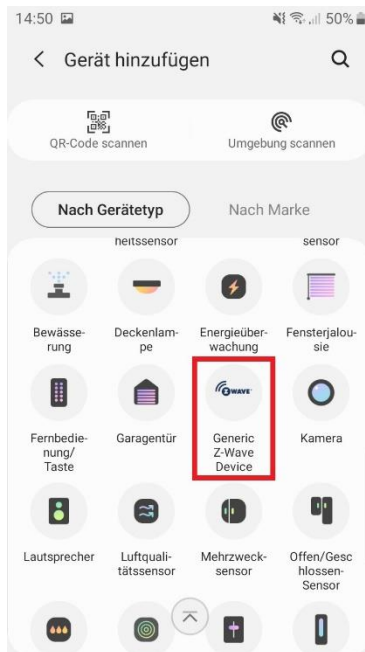 14:50 50%
Gerät hinzufügen
QR-Code scannen Umgebung scannen
Nach Gerätetyp Nach Marke
heitssensor sensor
Bewässe-
rung
Deckenlam-
pe
Energieüber-
wachung
Fensterjalou-
sie
Z-WAVE
Fernbedie-
nung/
Taste
Garagentür
Generic
Z-Wave
Device
Kamera
Lautsprecher
Luftquali-
tätssensor
Mehrzweck-
sensor
Offen/Gesc
hlossen-
Sensor